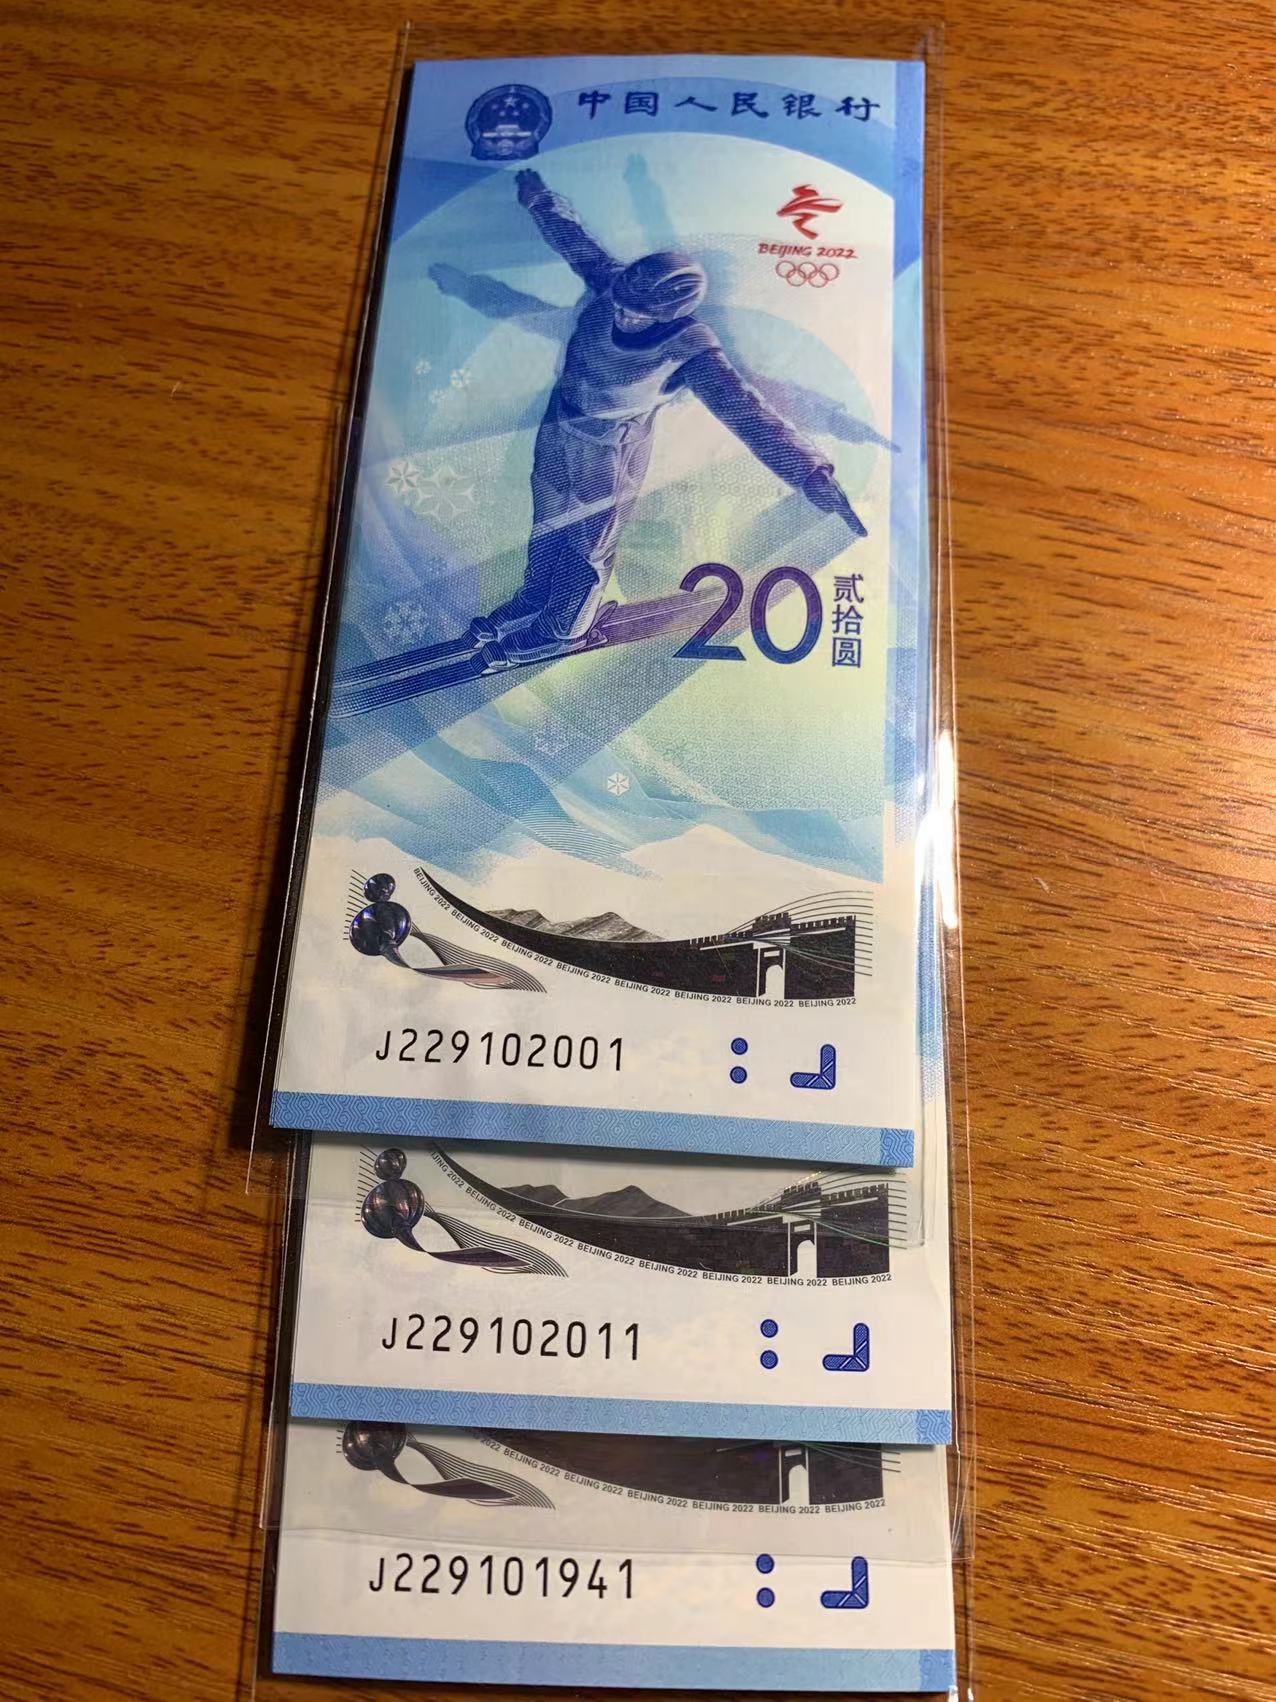 中国人民银行
BEIJING 2022
20 贰拾圆
BEIJING 2022 BEIJING 2022 BEIJING 2022 BEIJING 2022 BEIJING 2022 BEIJING 2022 BEIJING 2022 BEIJING 2022
J229102001
JING 2022 BEIJING 2022 BEIJING 2022 BEIJING 2022 BEIJING 2022 BEIJING 2022 BEIJING 2022 BEIJING 2022
J229102011
2022 BEIJING 2022 BEIJING 2022 BEIJING 2022 BEIJING 2022 BEIJING 2022 BEIJING 2022
J229101941